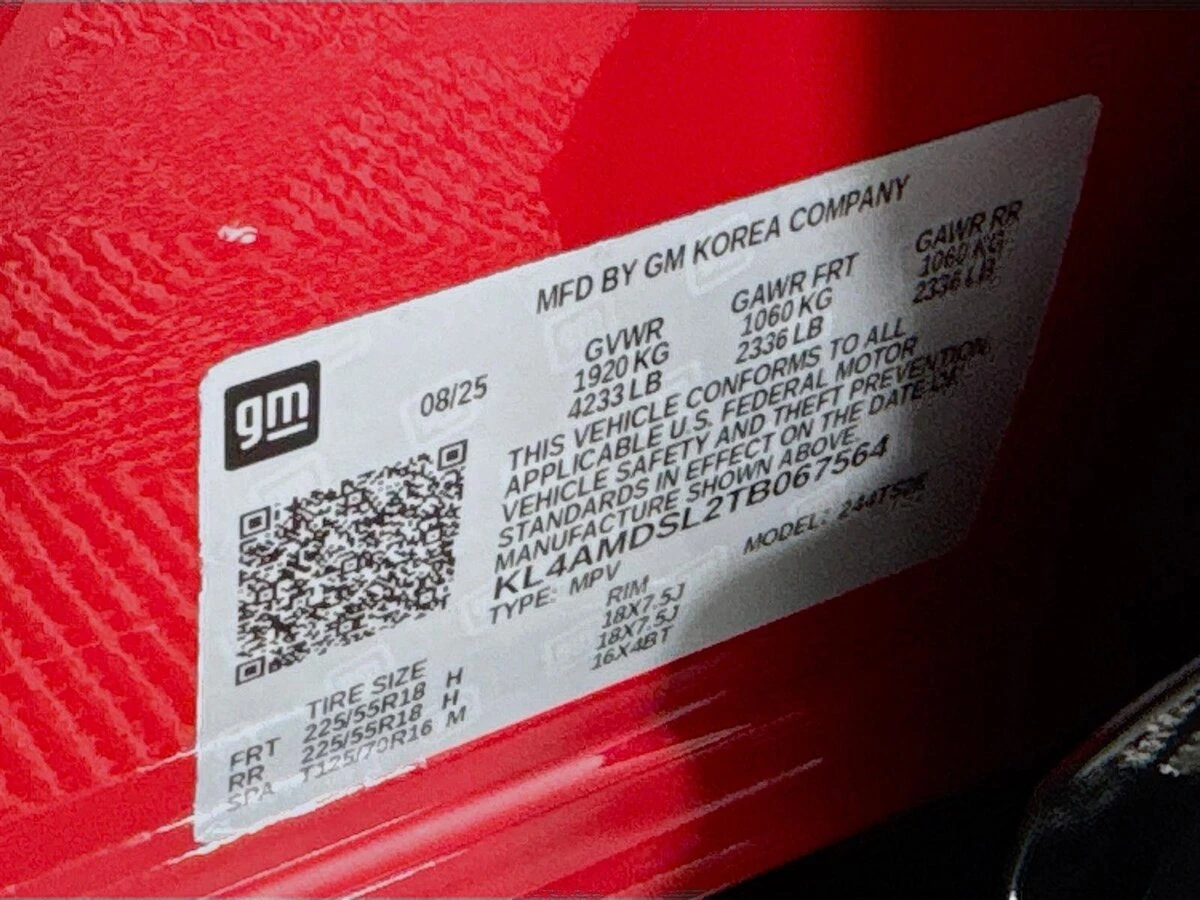 MFD BY GM KOREA COMPANY
gm 08/25
GVWR GAWR FRT GAWR RR
1920 KG 1060 KG 1060 KG
4233 LB 2336 LB 2336 LB
THIS VEHICLE CONFORMS TO ALL
APPLICABLE U.S. FEDERAL MOTOR
VEHICLE SAFETY AND THEFT PREVENTION
STANDARDS IN EFFECT ON THE DATE OF
MANUFACTURE SHOWN ABOVE.
KL4AMDSL2TB067564
TYPE: MPV MODEL:
TIRE SIZE RIM
FRT 225/55R18 H 18X7.5J
RR 225/55R18 H 18X7.5J
SPA T125/70R16 M 16X4BT